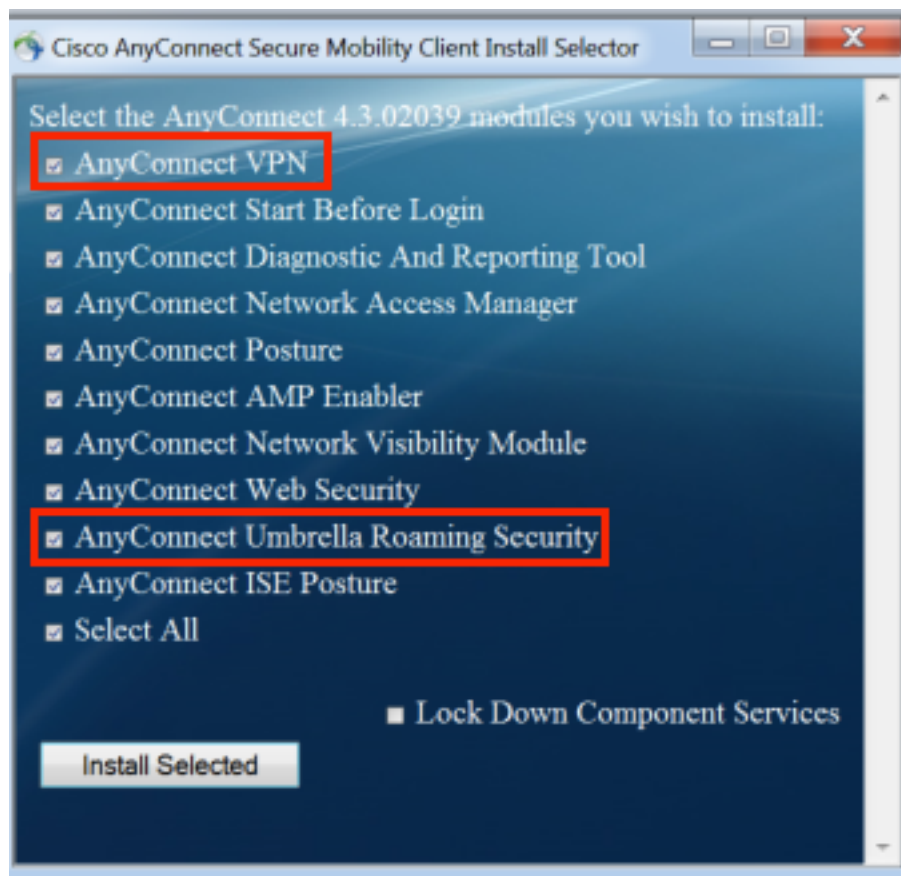 Cisco AnyConnect Secure Mobility Client Install Selector
Select the AnyConnect 4.3.02039 modules you wish to install:
AnyConnect VPN
AnyConnect Start Before Login
AnyConnect Diagnostic And Reporting Tool
AnyConnect Network Access Manager
AnyConnect Posture
AnyConnect AMP Enabler
AnyConnect Network Visibility Module
AnyConnect Web Security
AnyConnect Umbrella Roaming Security
AnyConnect ISE Posture
Select All
Lock Down Component Services
Install Selected